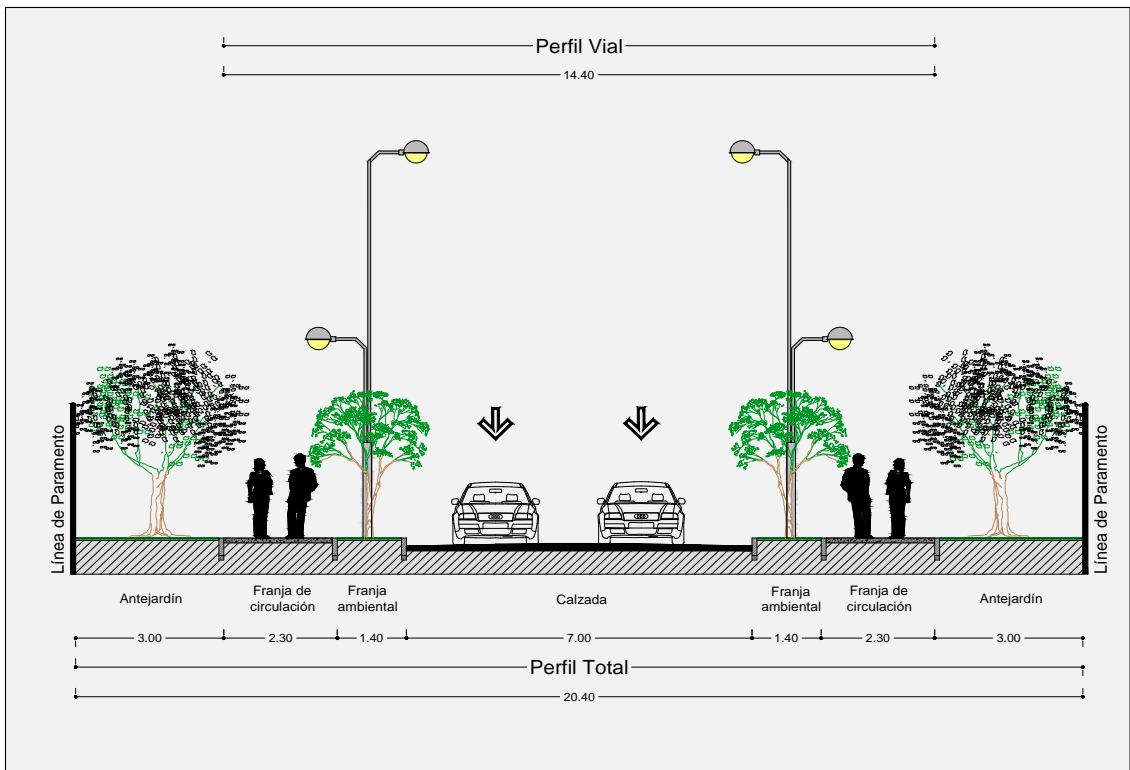 Perfil Vial
14.40
Línea de Paramento
Línea de Paramento
Antejardín
Franja de
circulación
Franja
ambiental
Calzada
Franja
ambiental
Franja de
circulación
Antejardín
3.00
2.30
1.40
7.00
1.40
2.30
3.00
Perfil Total
20.40